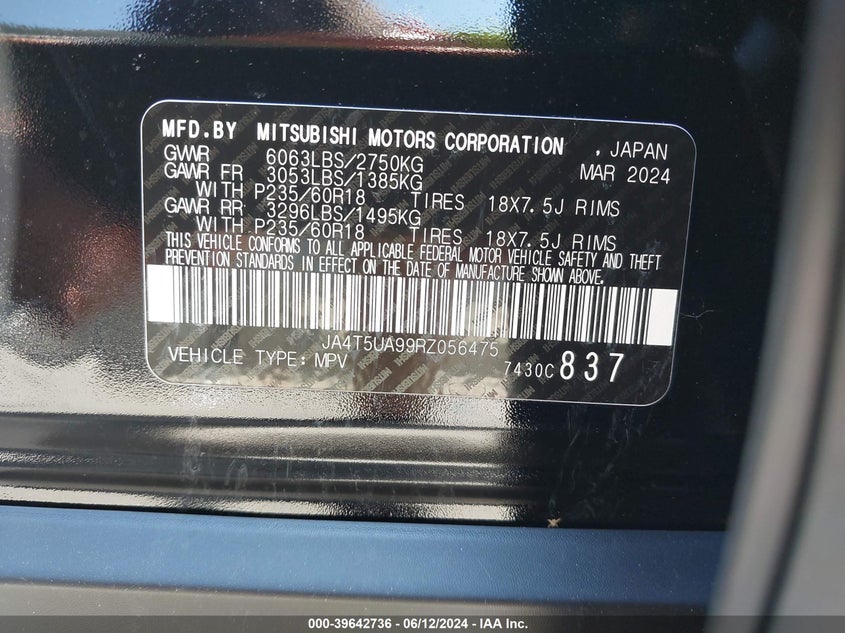 MFD.BY MITSUBISHI MOTORS CORPORATION , JAPAN
GVWR 6063LBS/2750KG MAR 2024
GAWR FR 3053LBS/1385KG
WITH P235/60R18 TIRES 18X7.5J RIMS
GAWR RR 3296LBS/1495KG
WITH P235/60R18 TIRES 18X7.5J RIMS
THIS VEHICLE CONFORMS TO ALL APPLICABLE FEDERAL MOTOR VEHICLE SAFETY AND THEFT
PREVENTION STANDARDS IN EFFECT ON THE DATE OF MANUFACTURE SHOWN ABOVE.
JA4T5UA99RZ056475
VEHICLE TYPE:MPV 7430C 837
000-39642736 - 06/12/2024 - IAA Inc.